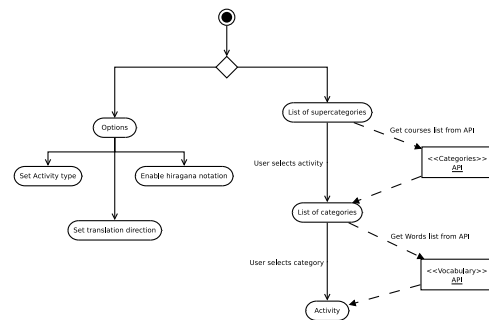 List of supercategories
Options
Get courses list from API
<<Categories>>
API
User selects activity
Set Activity type
Enable hiragana notation
List of categories
Set translation direction
Get Words list from API
User selects category
<<Vocabulary>>
API
Activity